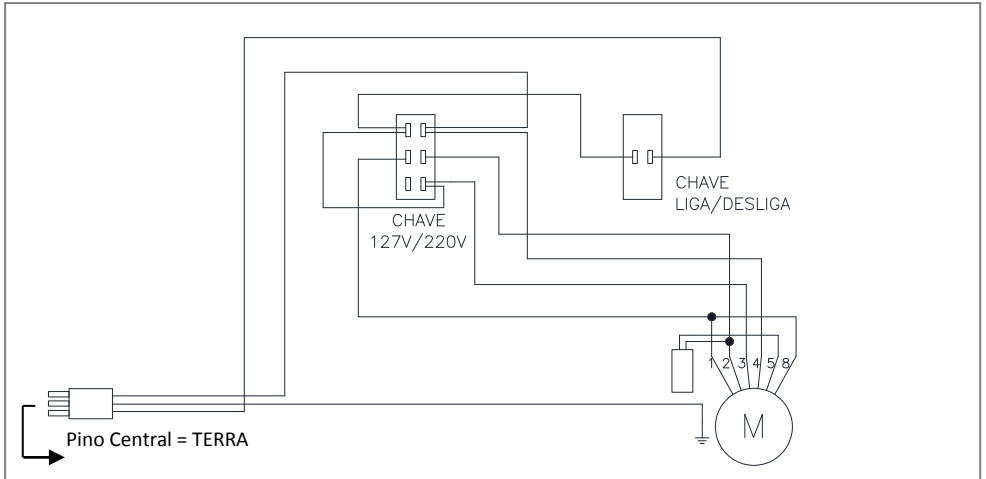 CHAVE
LIGA/DESLIGA
CHAVE
127V/220V
1 2 3 4 5 8
M
Pino Central = TERRA